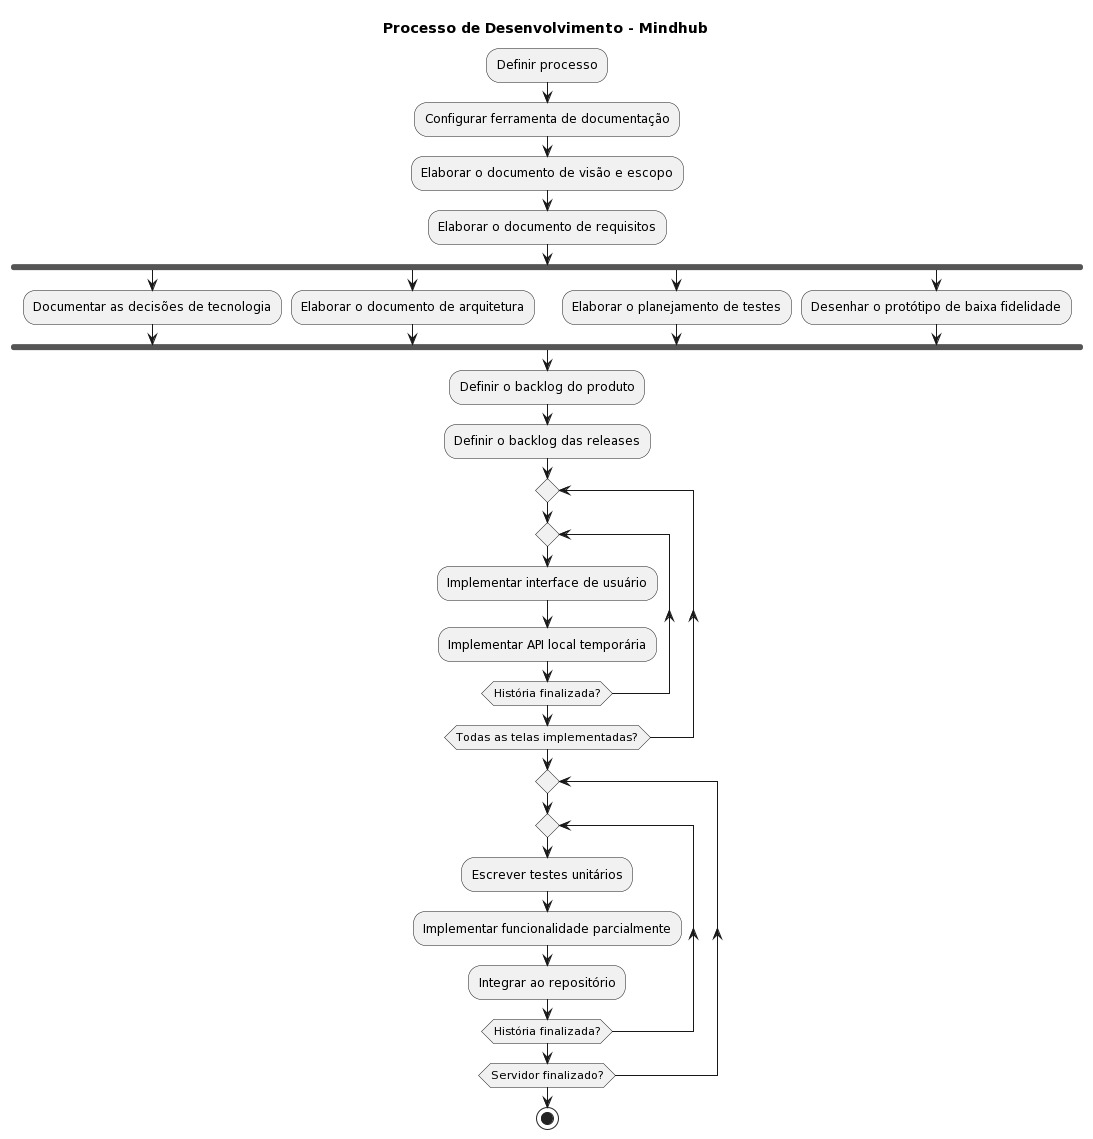 Processo de Desenvolvimento - Mindhub
Definir processo
Configurar ferramenta de documentação
Elaborar o documento de visão e escopo
Elaborar o documento de requisitos
Documentar as decisões de tecnologia
Elaborar o documento de arquitetura
Elaborar o planejamento de testes
Desenhar o protótipo de baixa fidelidade
Definir o backlog do produto
Definir o backlog das releases
Implementar interface de usuário
Implementar API local temporária
História finalizada?
Todas as telas implementadas?
Escrever testes unitários
Implementar funcionalidade parcialmente
Integrar ao repositório
História finalizada?
Servidor finalizado?